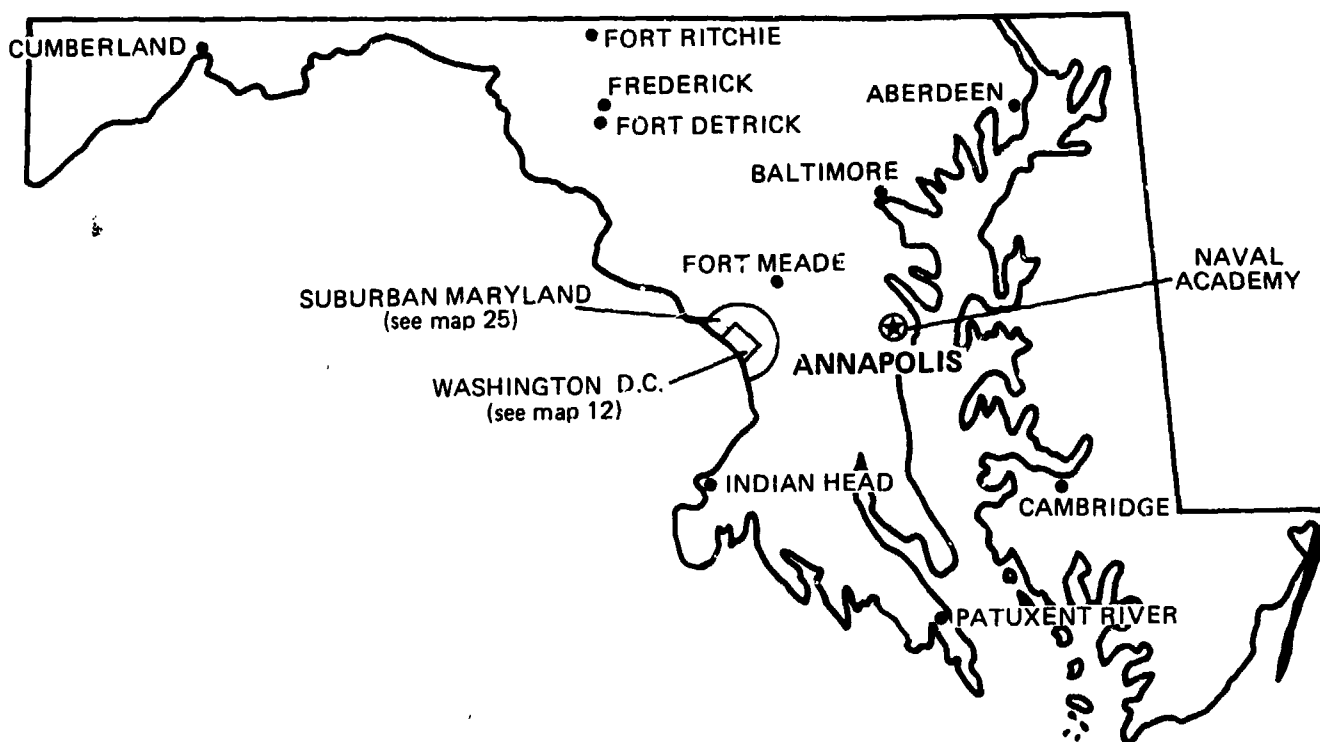 CUMBERLAND
FORT RITCHIE
FREDERICK
FORT DETRICK
ABERDEEN
BALTIMORE
FORT MEADE
NAVAL
ACADEMY
SUBURBAN MARYLAND
(see map 25)
ANNAPOLIS
WASHINGTON D.C.
(see map 12)
INDIAN HEAD
CAMBRIDGE
PATUXENT RIVER